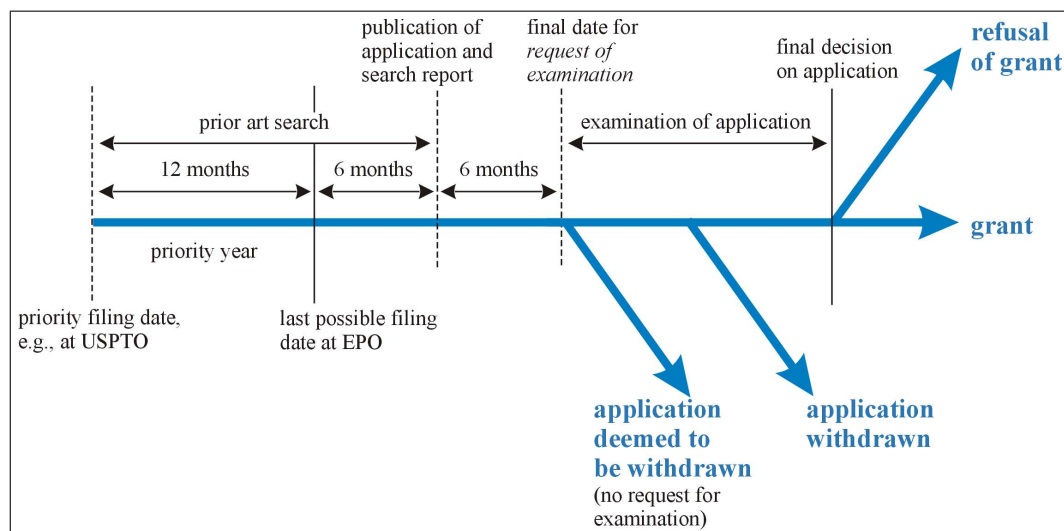 publication of
application and
search report
final date for
request of
examination
final decision
on application
refusal
of grant
prior art search
examination of application
12 months
6 months
6 months
grant
priority year
priority filing date,
e.g., at USPTO
last possible filing
date at EPO
application
deemed to
be withdrawn
(no request for
examination)
application
withdrawn